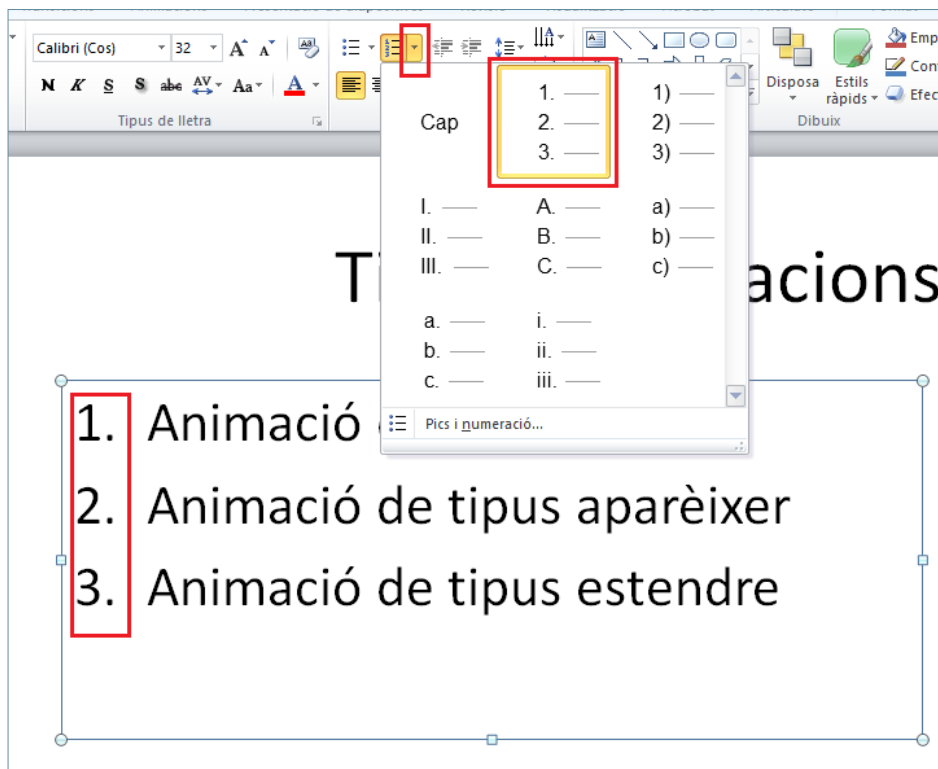 Calibri (Cos) 32 A A Aa
N K S S abc AV Aa A
Tipus de lletra
Disposa
Estils
ràpids
Dibuix
Cap
1.
2.
3.
1)
2)
3)
I.
II.
III.
A.
B.
C.
a)
b)
c)
a.
b.
c.
i.
ii.
iii.
Pics i numeració...
1. Animació
2. Animació de tipus aparèixer
3. Animació de tipus estendre